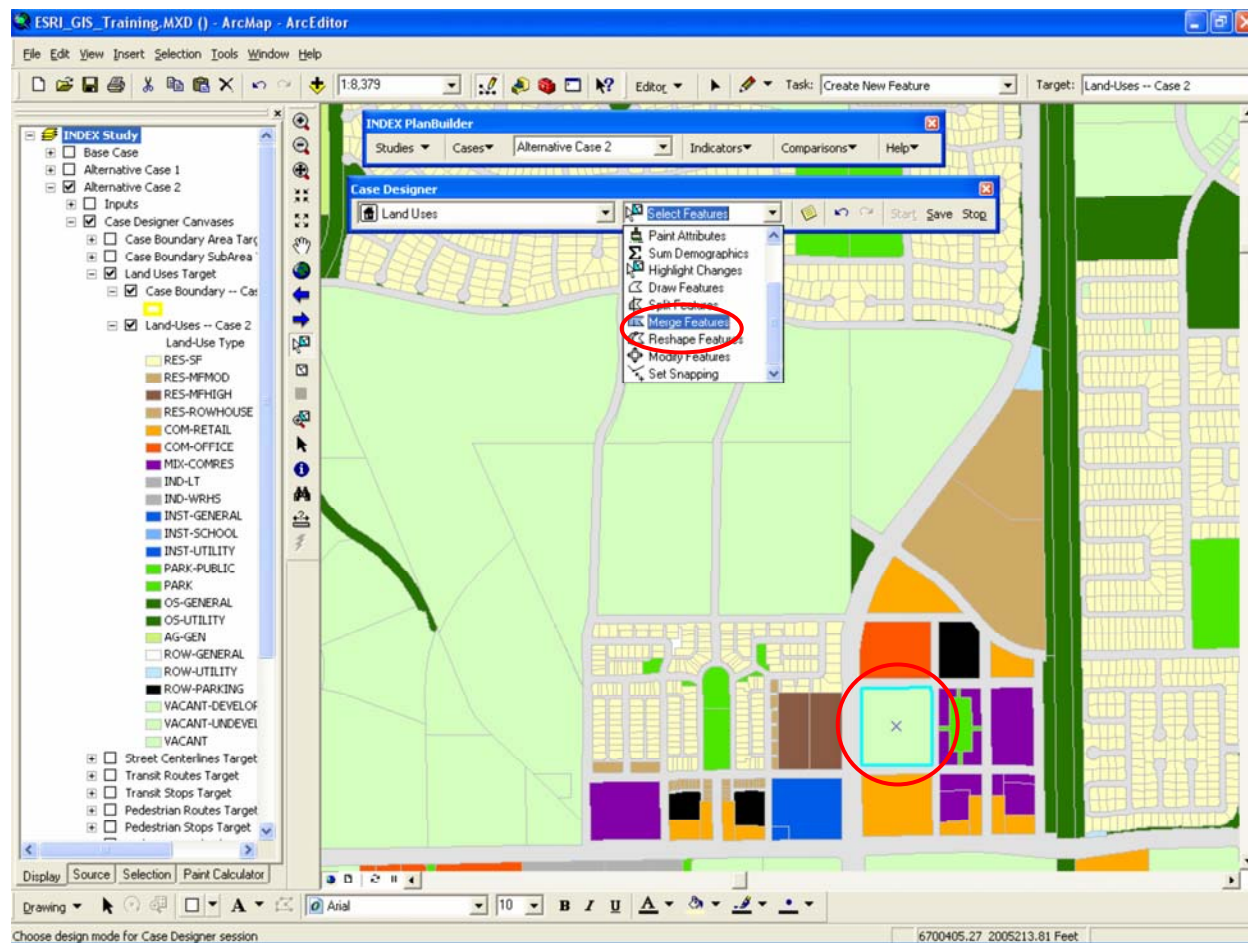 ESRI_GIS_Training.MXD () - ArcMap - ArcEditor
File Edit View Insert Selection Tools Window Help
1:8,379 Editor Task: Create New Feature Target: Land-Uses -- Case 2
INDEX PlanBuilder
Studies Cases Alternative Case 2 Indicators Comparisons Help
Case Designer
Land Uses Select Features Start Save Stop
Paint Attributes
Sum Demographics
Highlight Changes
Draw Features
Split Features
Merge Features
Reshape Features
Modify Features
Set Snapping
INDEX Study
Base Case
Alternative Case 1
Alternative Case 2
Inputs
Case Designer Canvases
Case Boundary Area Targ
Case Boundary SubArea
Land Uses Target
Case Boundary -- Cas
Land-Uses -- Case 2
Land-Use Type
RES-SF
RES-MFMOD
RES-MFHIGH
RES-ROWHOUSE
COM-RETAIL
COM-OFFICE
MIX-COMRES
IND-LT
IND-WRHS
INST-GENERAL
INST-SCHOOL
INST-UTILITY
PARK-PUBLIC
PARK
OS-GENERAL
OS-UTILITY
AG-GEN
ROW-GENERAL
ROW-UTILITY
ROW-PARKING
VACANT-DEVELOP
VACANT-UNDEVEL
VACANT
Street Centerlines Target
Transit Routes Target
Transit Stops Target
Pedestrian Routes Target
Pedestrian Stops Target
Display Source Selection Paint Calculator
Drawing A Arial 10 B I U A
Choose design mode for Case Designer session 6700405.27 2005213.81 Feet